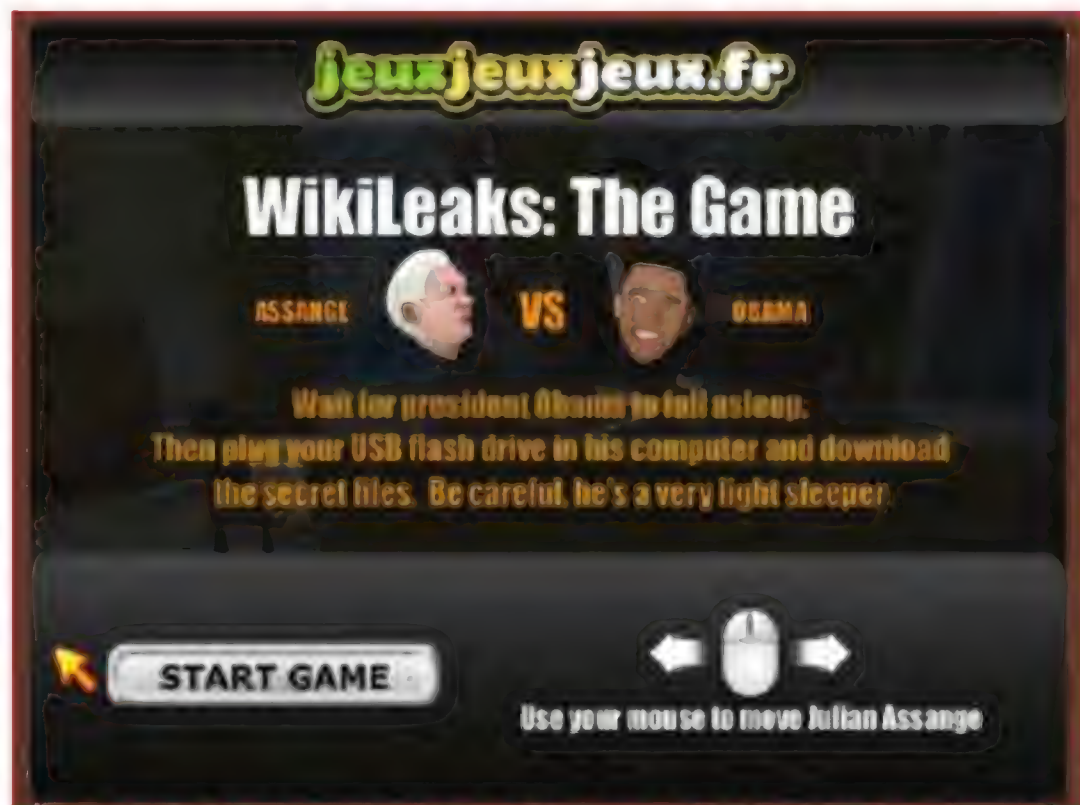 jeuxjeuxjeux.fr
WikiLeaks: The Game
ASSANGE VS OBAMA
Wait for president Obama to fall asleep.
Then plug your USB flash drive in his computer and download
the secret files. Be careful, he's a very light sleeper
START GAME
Use your mouse to move Julian Assange